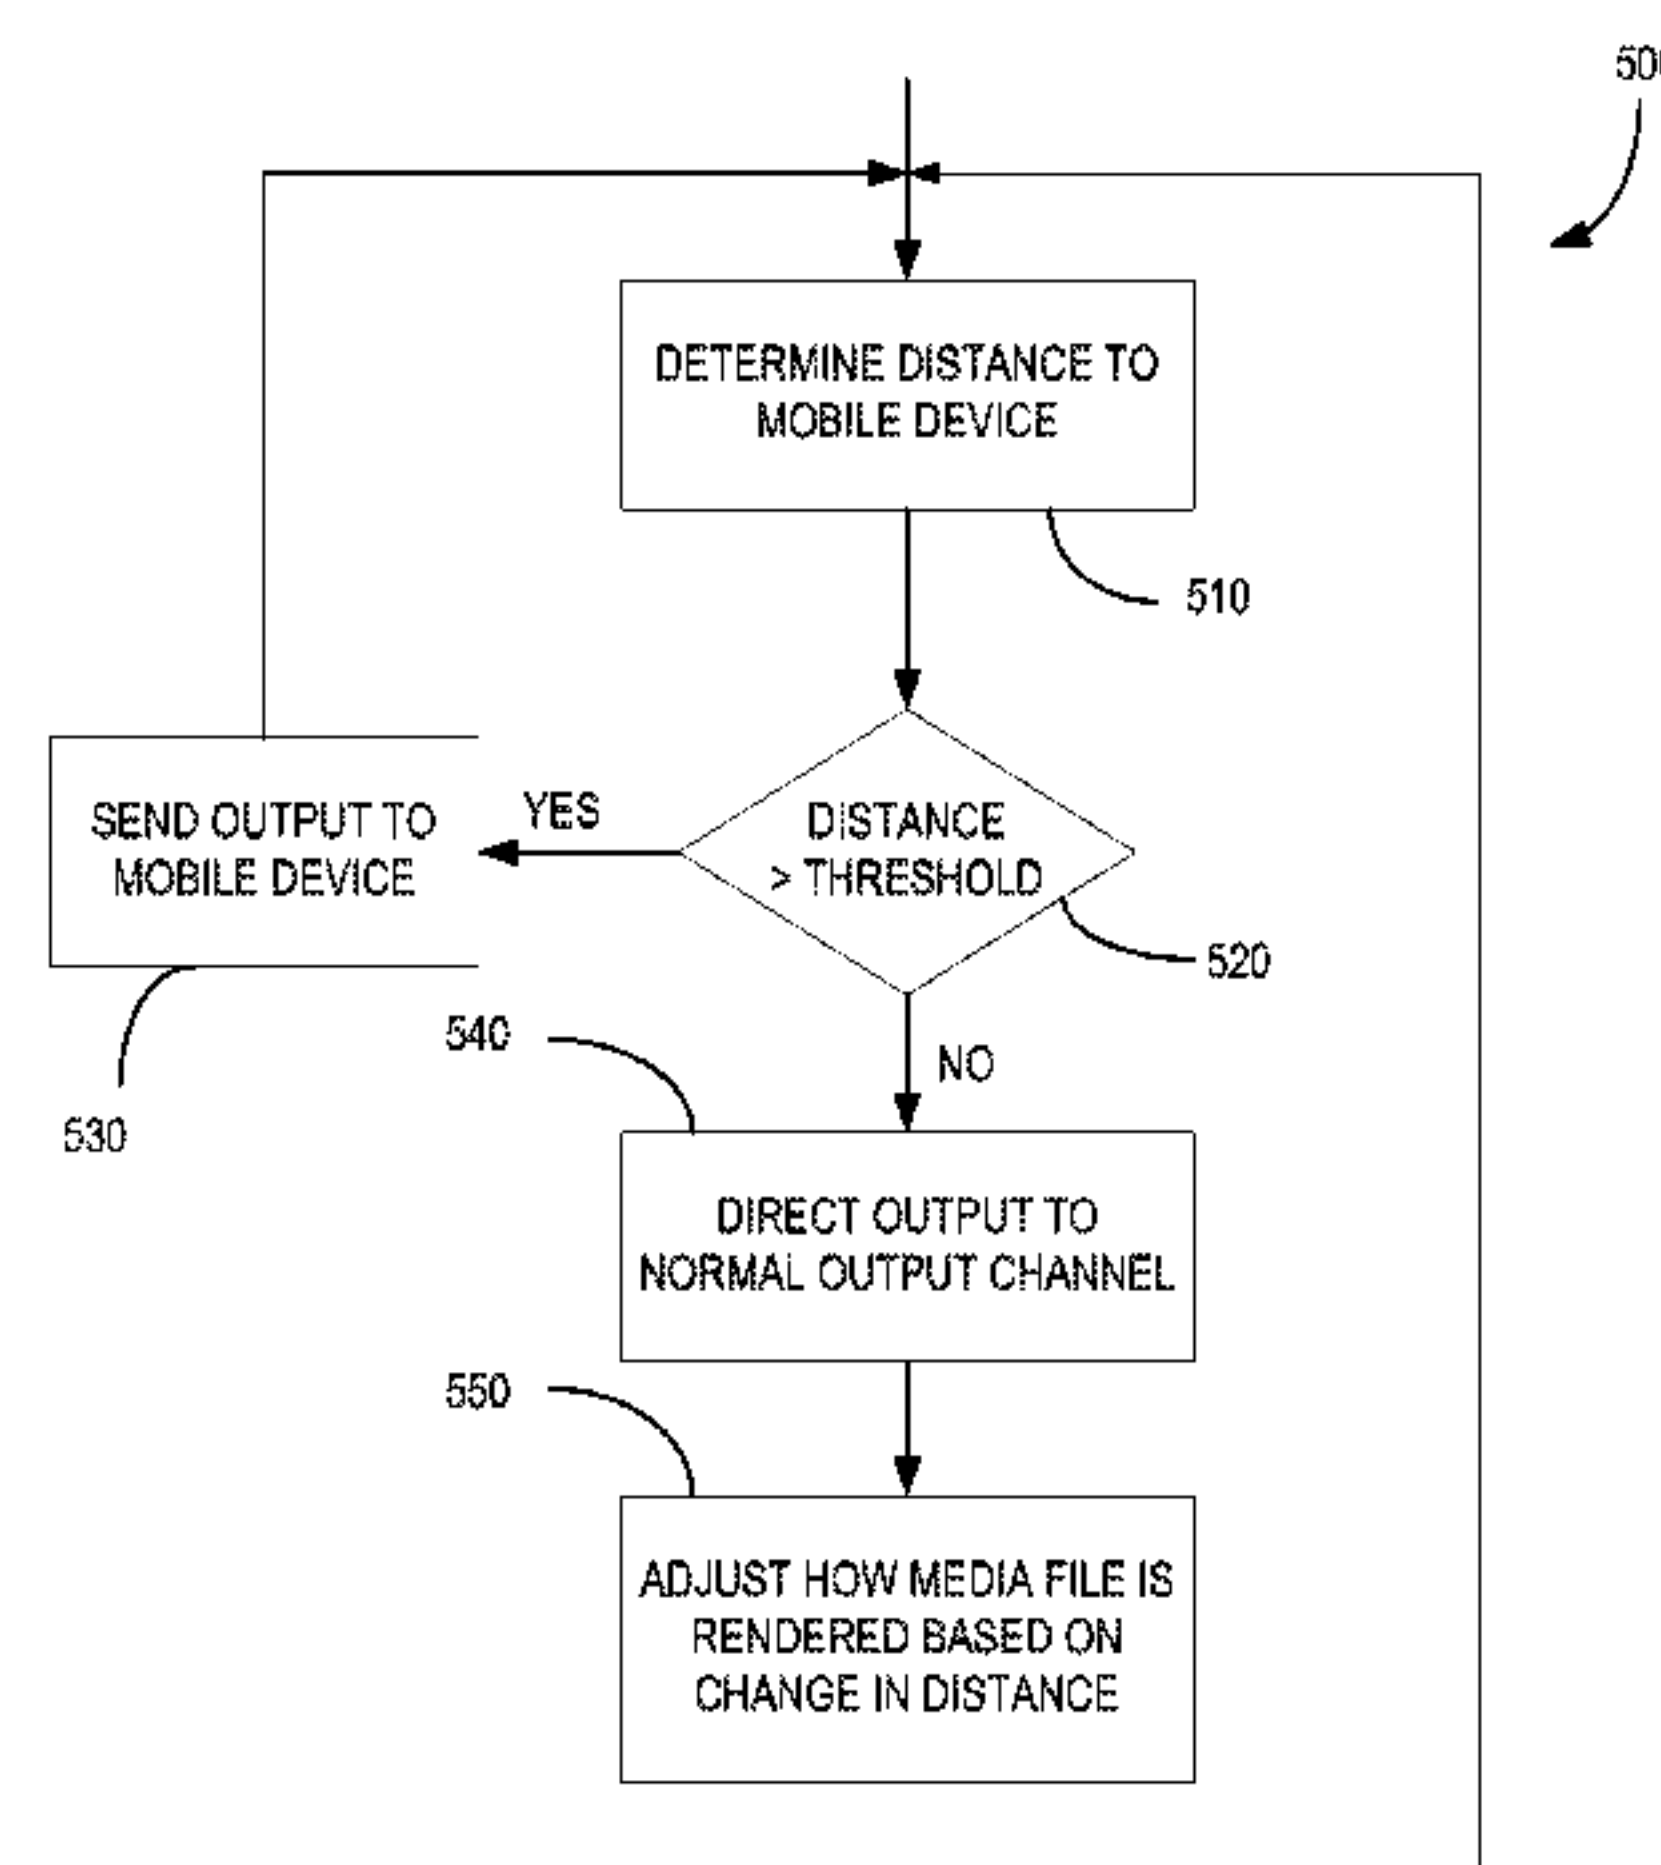 DETERMINE DISTANCE TO
MOBILE DEVICE
510
SEND OUTPUT TO
MOBILE DEVICE
YES
DISTANCE
> THRESHOLD
520
540
NO
530
DIRECT OUTPUT TO
NORMAL OUTPUT CHANNEL
550
ADJUST HOW MEDIA FILE IS
RENDERED BASED ON
CHANGE IN DISTANCE